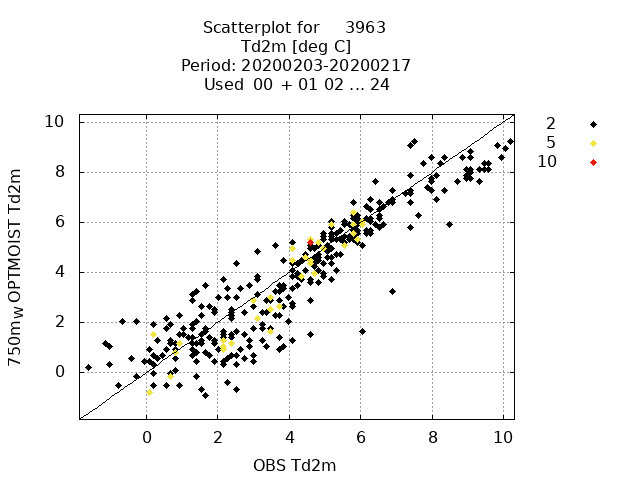 Scatterplot for 3963
Td2m [deg C]
Period: 20200203-20200217
Used 00 + 01 02 ... 24
2
5
10
10
8
6
4
2
0
750mW OPTMOIST Td2m
0 2 4 6 8 10
OBS Td2m